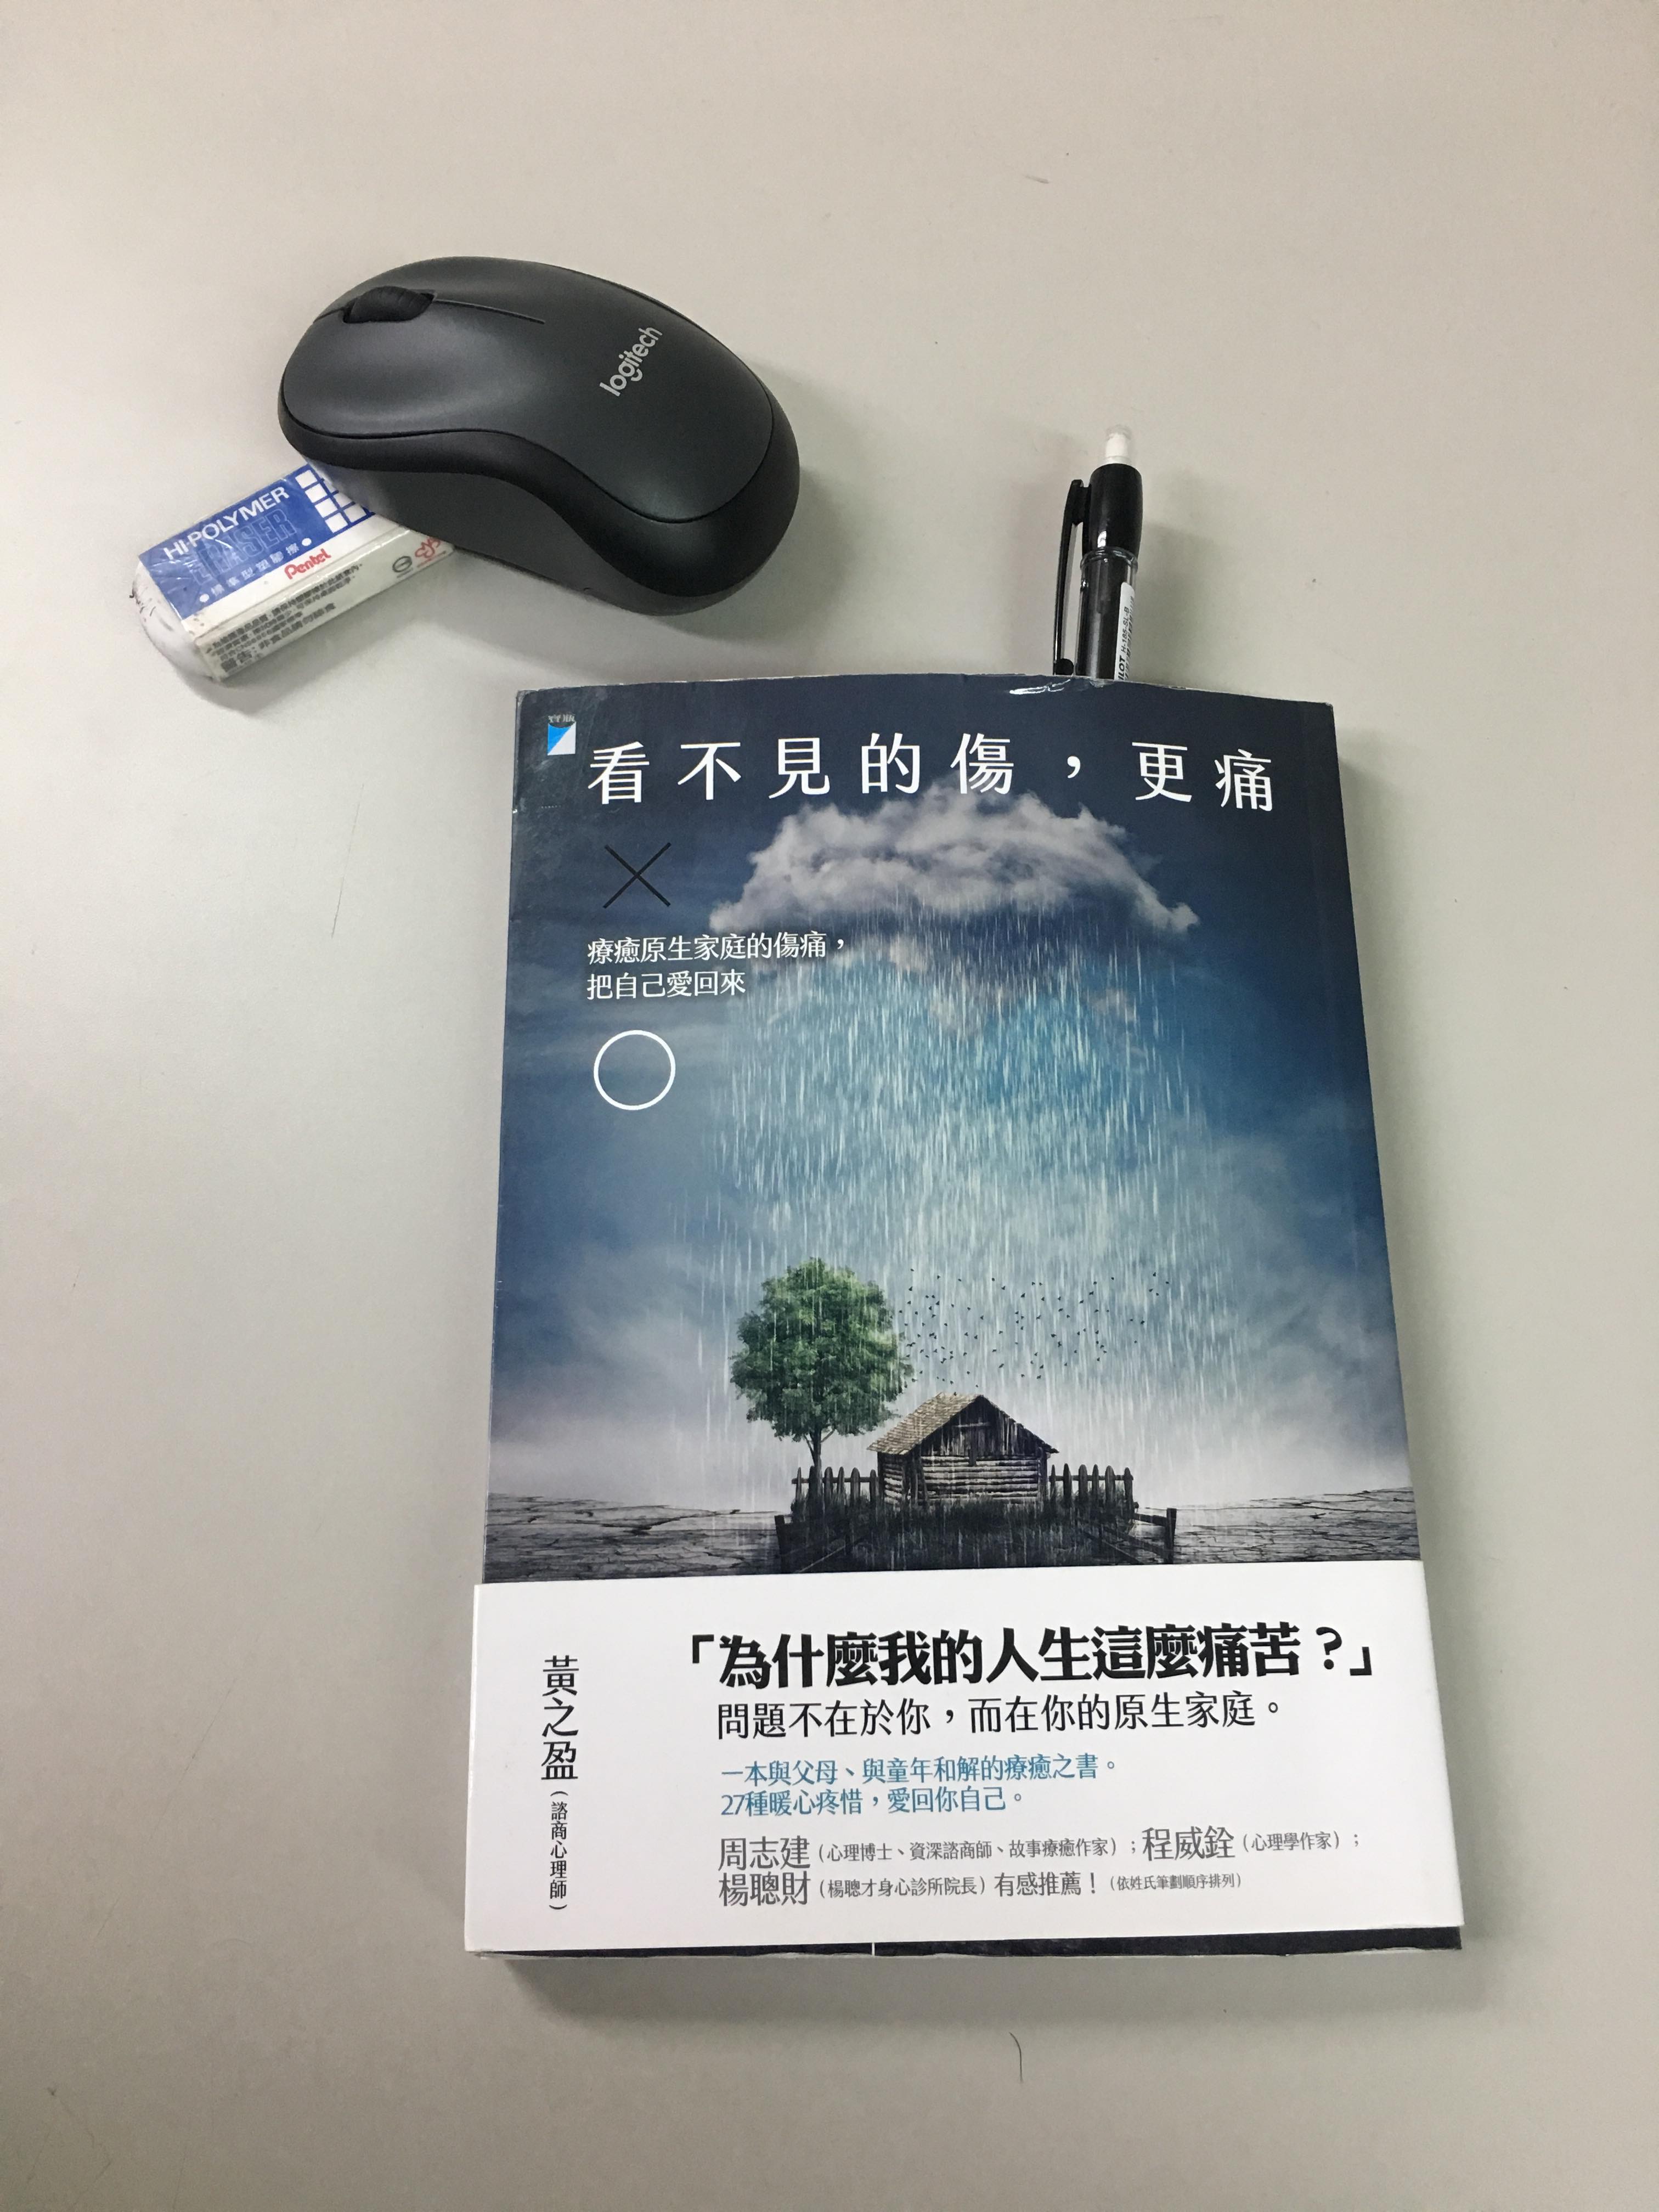 logitech
HI-POLYMER
ERASER
標準型塑膠擦
Pentel
看不見的傷，更痛
療癒原生家庭的傷痛，
把自己愛回來
「為什麼我的人生這麼痛苦？」
問題不在於你，而在你的原生家庭。
一本與父母、與童年和解的療癒之書。
27種暖心疼惜，愛回你自己。
周志建（心理博士、資深諮商師、故事療癒作家）；程威銓（心理學作家）；
楊聰財（楊聰才身心診所院長）有感推薦！（依姓氏筆劃順序排列）
黃之盈（諮商心理師）